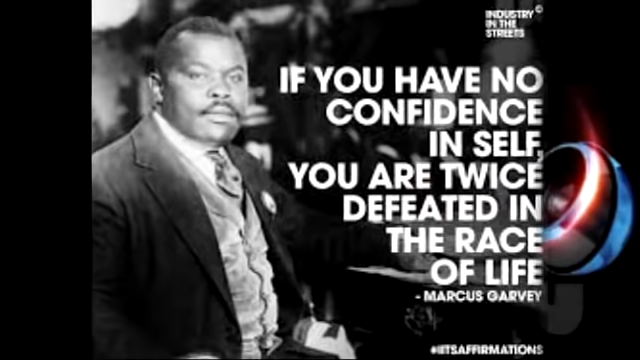 INDUSTRY
IN THE
STREETS
©
IF YOU HAVE NO
CONFIDENCE
IN SELF,
YOU ARE TWICE
DEFEATED IN
THE RACE
OF LIFE
- MARCUS GARVEY
#IITSAFFIRMATIONS